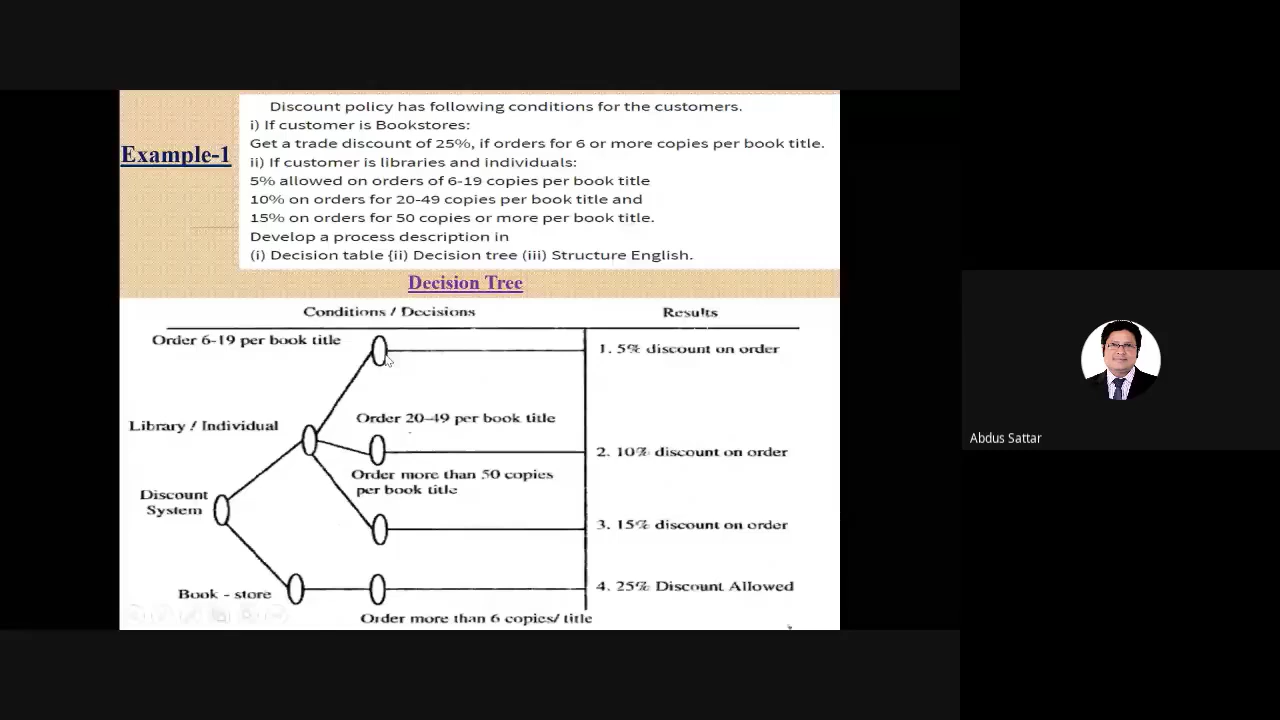 Discount policy has following conditions for the customers.
i) If customer is Bookstores:
Example-1
Get a trade discount of 25%, if orders for 6 or more copies per book title.
ii) If customer is libraries and individuals:
5% allowed on orders of 6-19 copies per book title
10% on orders for 20-49 copies per book title and
15% on orders for 50 copies or more per book title.
Develop a process description in
(i) Decision table {ii) Decision tree (iii) Structure English.
Decision Tree
Conditions / Decisions
Results
Order 6-19 per book title
1. 5% discount on order
Order 20-49 per book title
Library / Individual
2. 10% discount on order
Order more than 50 copies
per book title
Discount
System
3. 15% discount on order
4. 25% Discount Allowed
Book - store
Order more than 6 copies/ title
Abdus Sattar